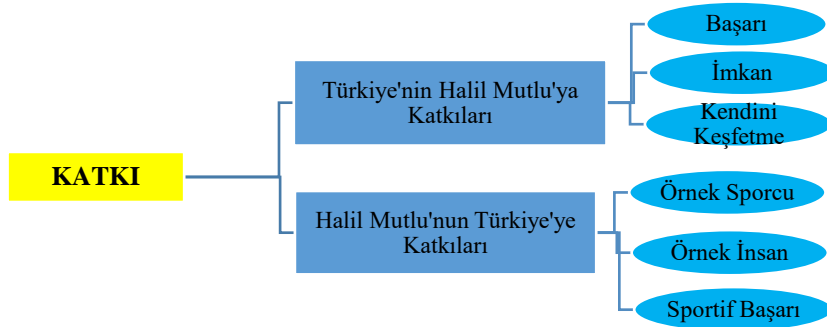 KATKI
Türkiye'nin Halil Mutlu'ya
Katkıları
Başarı
İmkan
Kendini
Keşfetme
Halil Mutlu'nun Türkiye'ye
Katkıları
Örnek Sporcu
Örnek İnsan
Sportif Başarı